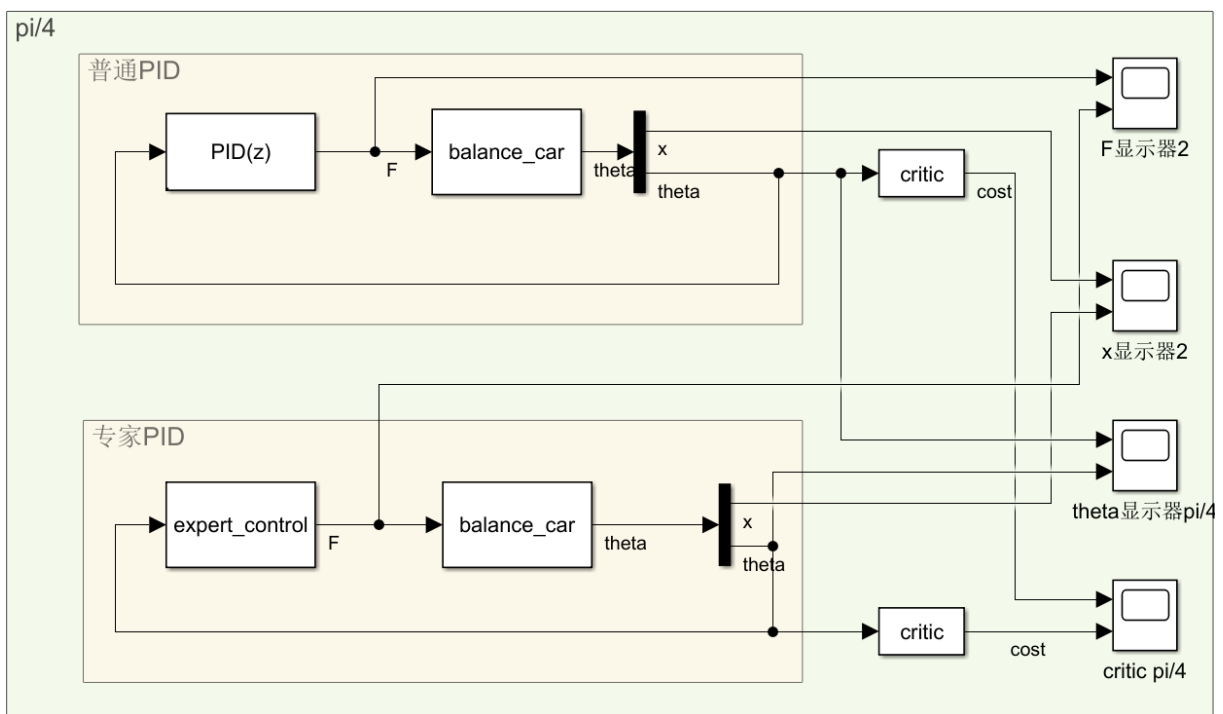 pi/4
普通PID
PID(z)
F
balance_car
theta
x
theta
critic
cost
F显示器2
x显示器2
专家PID
expert_control
F
balance_car
theta
x
theta
critic
cost
theta显示器pi/4
critic pi/4